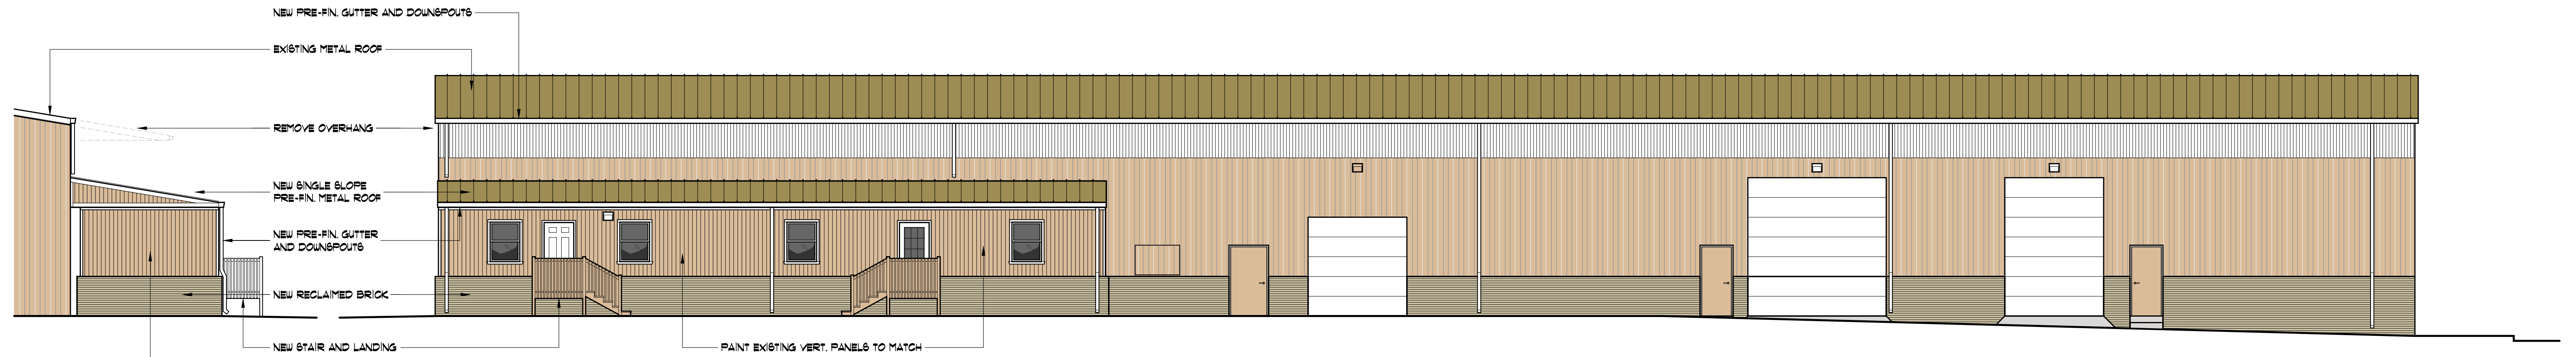 NEW PRE-FIN. GUTTER AND DOWNSPOUTS
EXISTING METAL ROOF
REMOVE OVERHANG
NEW SINGLE SLOPE
PRE-FIN. METAL ROOF
NEW PRE-FIN. GUTTER
AND DOWNSPOUTS
NEW RECLAIMED BRICK
NEW STAIR AND LANDING
PAINT EXISTING VERT. PANELS TO MATCH